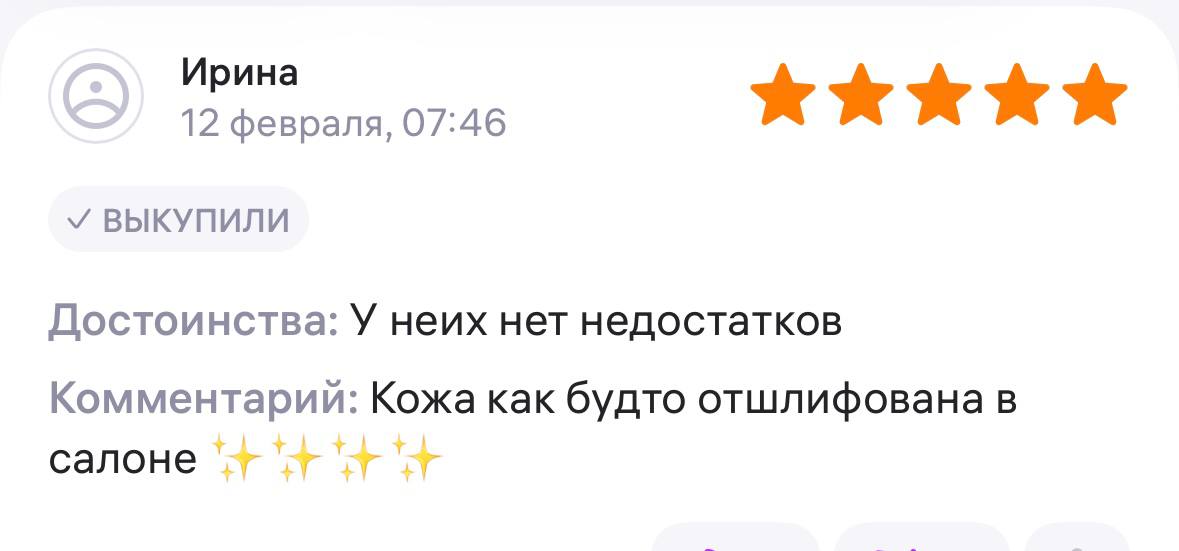 Ирина
12 февраля, 07:46
ВЫКУПИЛИ
Достоинства: У неих нет недостатков
Комментарий: Кожа как будто отшлифована в
салоне ✨✨✨✨